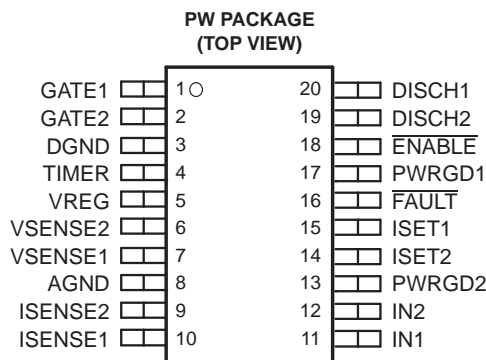 PW PACKAGE
(TOP VIEW)
GATE1 1 20 DISCH1
GATE2 2 19 DISCH2
DGND 3 18 ENABLE
TIMER 4 17 PWRGD1
VREG 5 16 FAULT
VSENSE2 6 15 ISET1
VSENSE1 7 14 ISET2
AGND 8 13 PWRGD2
ISENSE2 9 12 IN2
ISENSE1 10 11 IN1